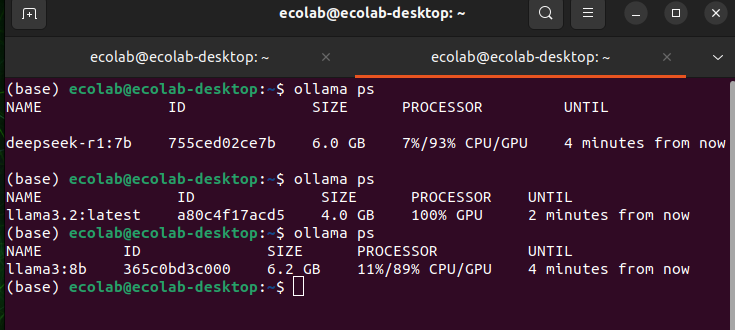 ecolab@ecolab-desktop: ~
ecolab@ecolab-desktop: ~ × ecolab@ecolab-desktop: ~ ×
(base) ecolab@ecolab-desktop:~$ ollama ps
NAME ID SIZE PROCESSOR UNTIL
deepseek-r1:7b 755ced02ce7b 6.0 GB 7%/93% CPU/GPU 4 minutes from now
(base) ecolab@ecolab-desktop:~$ ollama ps
NAME ID SIZE PROCESSOR UNTIL
llama3.2:latest a80c4f17acd5 4.0 GB 100% GPU 2 minutes from now
(base) ecolab@ecolab-desktop:~$ ollama ps
NAME ID SIZE PROCESSOR UNTIL
llama3:8b 365c0bd3c000 6.2 GB 11%/89% CPU/GPU 4 minutes from now
(base) ecolab@ecolab-desktop:~$